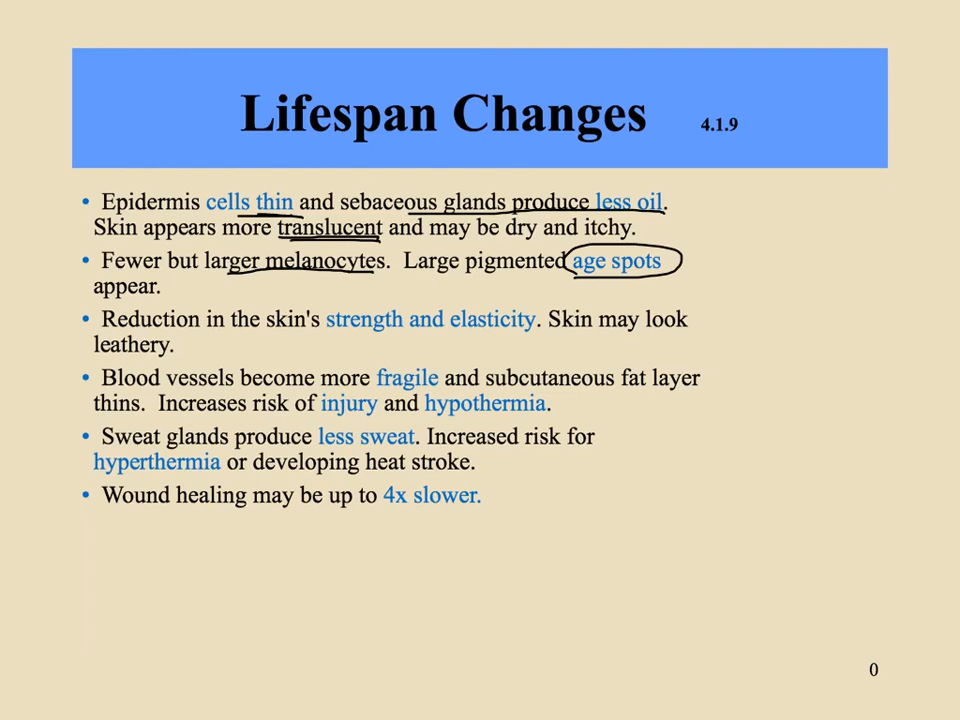 Lifespan Changes 4.1.9
• Epidermis cells thin and sebaceous glands produce less oil.
Skin appears more translucent and may be dry and itchy.
• Fewer but larger melanocytes. Large pigmented age spots
appear.
• Reduction in the skin's strength and elasticity. Skin may look
leathery.
• Blood vessels become more fragile and subcutaneous fat layer
thins. Increases risk of injury and hypothermia.
• Sweat glands produce less sweat. Increased risk for
hyperthermia or developing heat stroke.
• Wound healing may be up to 4x slower.
0